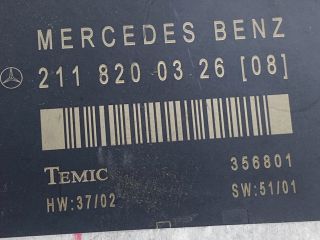 MERCEDES BENZ
211 820 03 26 [08]
TEMIC 356801
HW:37/02 SW:51/01